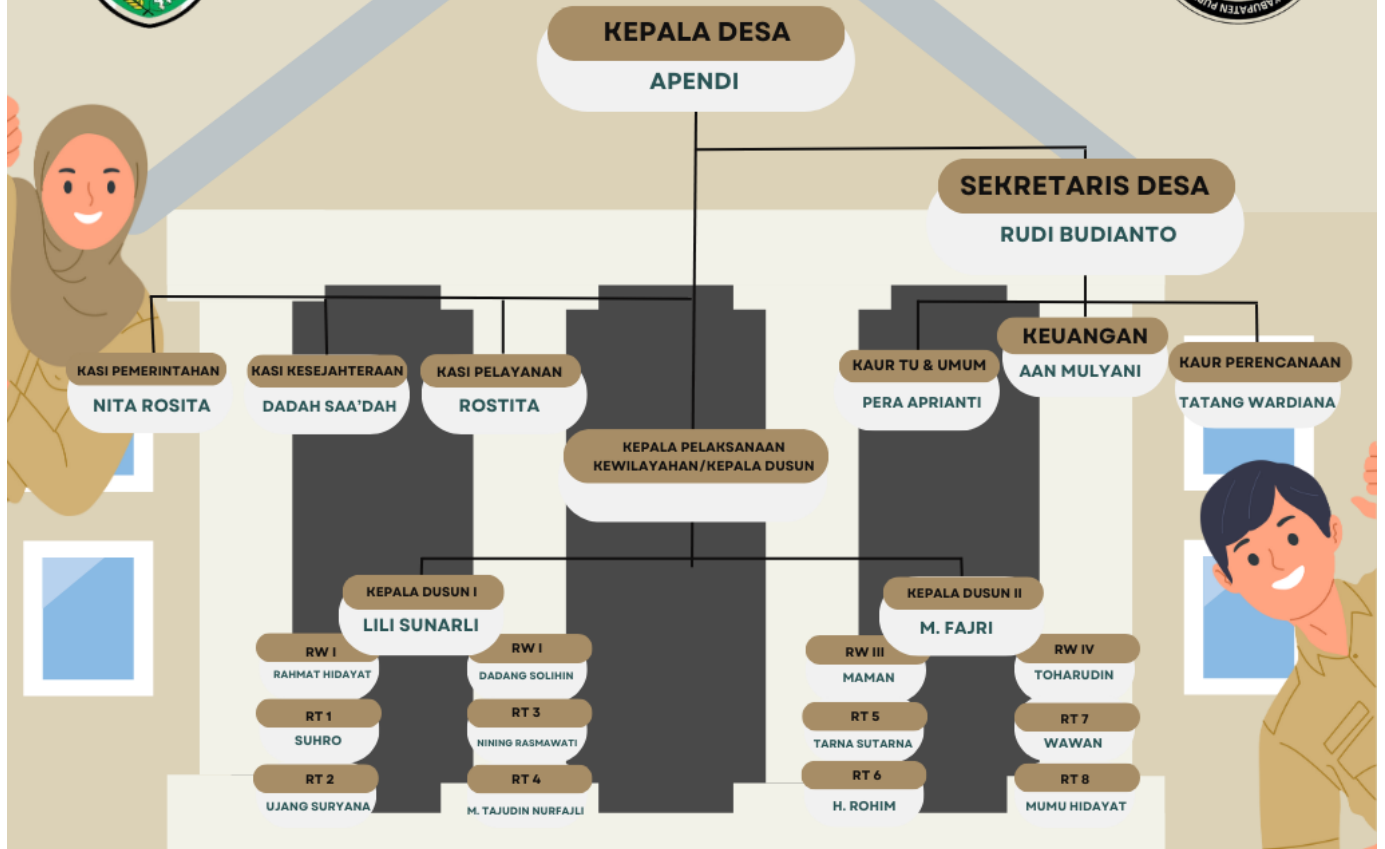 KABUPATEN
KEPALA DESA
APENDI
SEKRETARIS DESA
RUDI BUDIANTO
KASI PEMERINTAHAN
NITA ROSITA
KASI KESEJAHTERAAN
DADAH SAA'DAH
KASI PELAYANAN
ROSTITA
KAUR TU & UMUM
PERA APRIANTI
KEUANGAN
AAN MULYANI
KAUR PERENCANAAN
TATANG WARDIANA
KEPALA PELAKSANAAN
KEWILAYAHAN/KEPALA DUSUN
KEPALA DUSUN I
LILI SUNARLI
RW I
RAHMAT HIDAYAT
RT 1
SUHRO
RT 2
UJANG SURYANA
RW I
DADANG SOLIHIN
RT 3
NINING RASMAWATI
RT 4
M. TAJUDIN NURFAJLI
KEPALA DUSUN II
M. FAJRI
RW III
MAMAN
RT 5
TARNA SUTARNA
RT 6
H. ROHIM
RW IV
TOHARUDIN
RT 7
WAWAN
RT 8
MUMU HIDAYAT